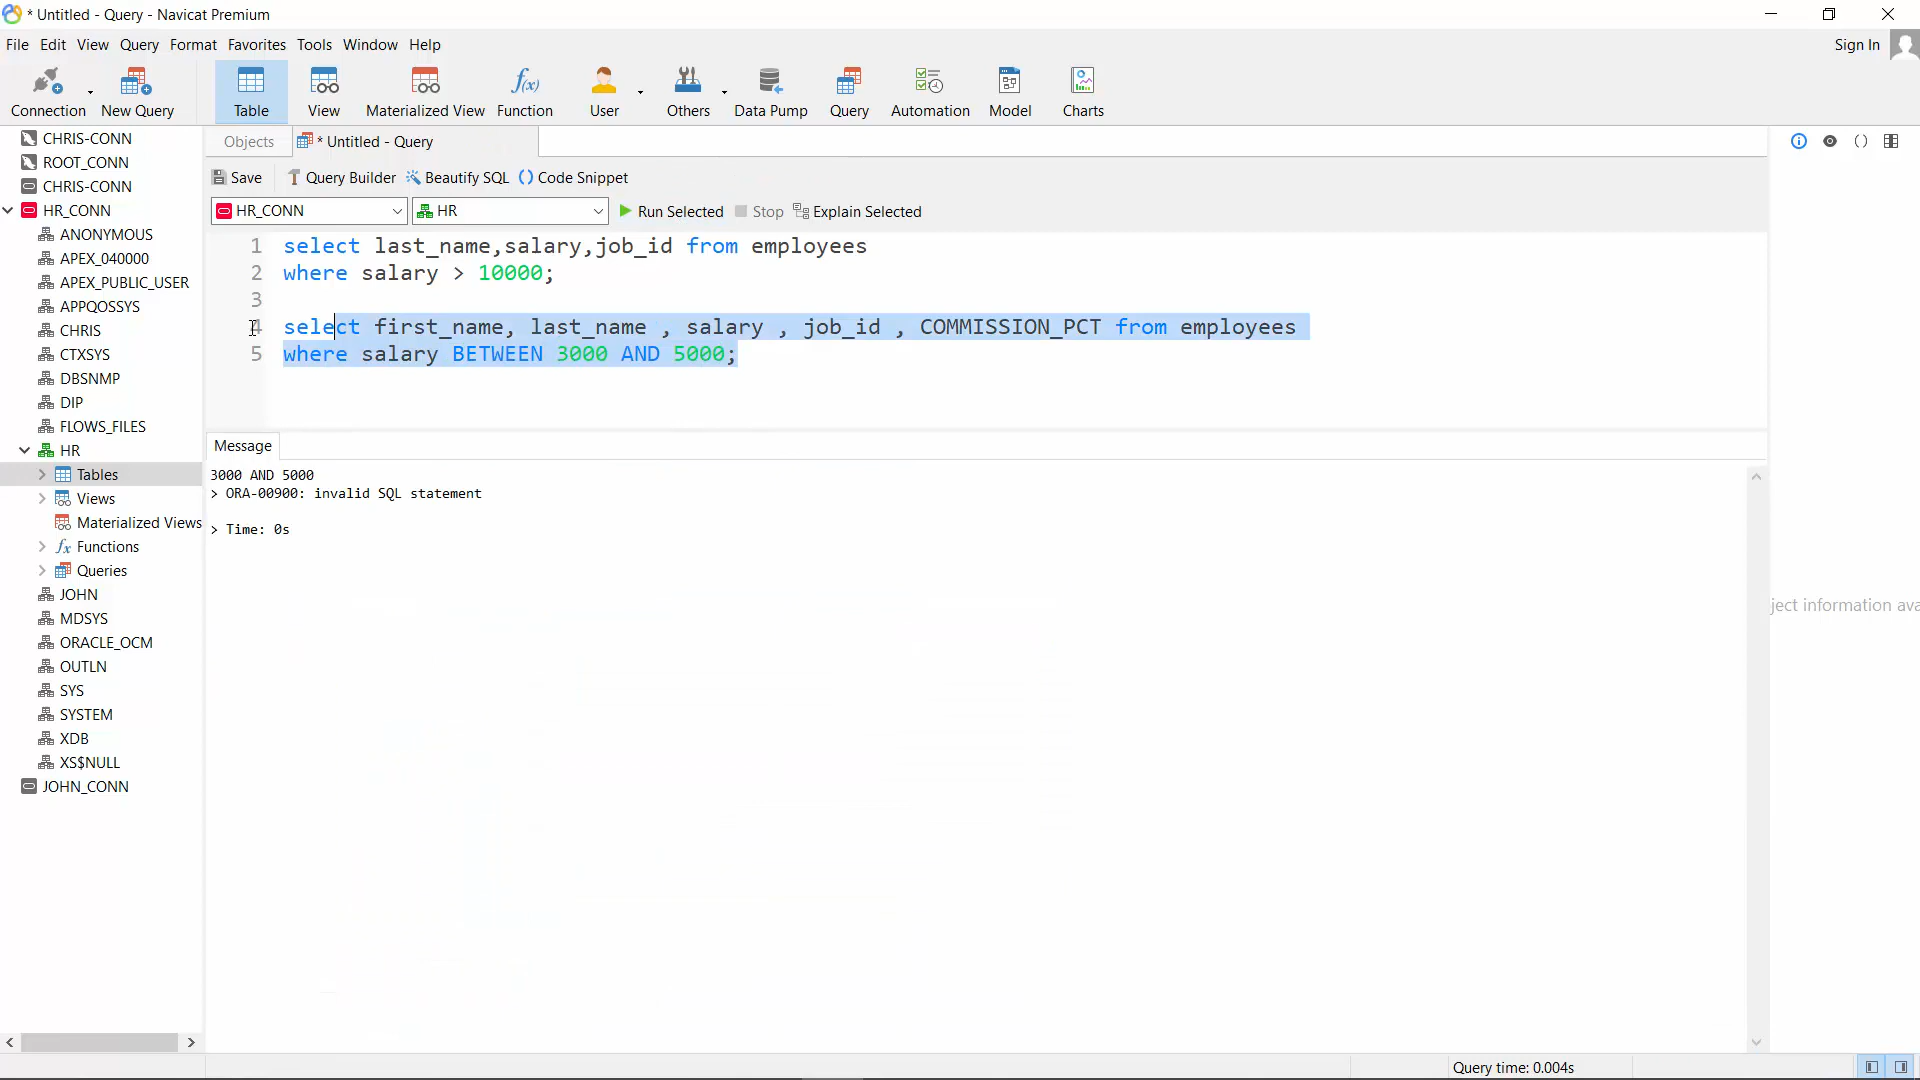 * Untitled - Query - Navicat Premium
File Edit View Query Format Favorites Tools Window Help
Sign In
Connection New Query Table View Materialized View Function User Others Data Pump Query Automation Model Charts
CHRIS-CONN
ROOT_CONN
CHRIS-CONN
HR_CONN
ANONYMOUS
APEX_040000
APEX_PUBLIC_USER
APPQOSSYS
CHRIS
CTXSYS
DBSNMP
DIP
FLOWS_FILES
HR
Tables
Views
Materialized Views
fx Functions
Queries
JOHN
MDSYS
ORACLE_OCM
OUTLN
SYS
SYSTEM
XDB
XS$NULL
JOHN_CONN
Objects * Untitled - Query
Save Query Builder Beautify SQL () Code Snippet
HR_CONN HR Run Selected Stop Explain Selected
1 select last_name,salary,job_id from employees
2 where salary > 10000;
3
4 select first_name, last_name , salary , job_id , COMMISSION_PCT from employees
5 where salary BETWEEN 3000 AND 5000;
Message
3000 AND 5000
> ORA-00900: invalid SQL statement
> Time: 0s
ject information ava
Query time: 0.004s